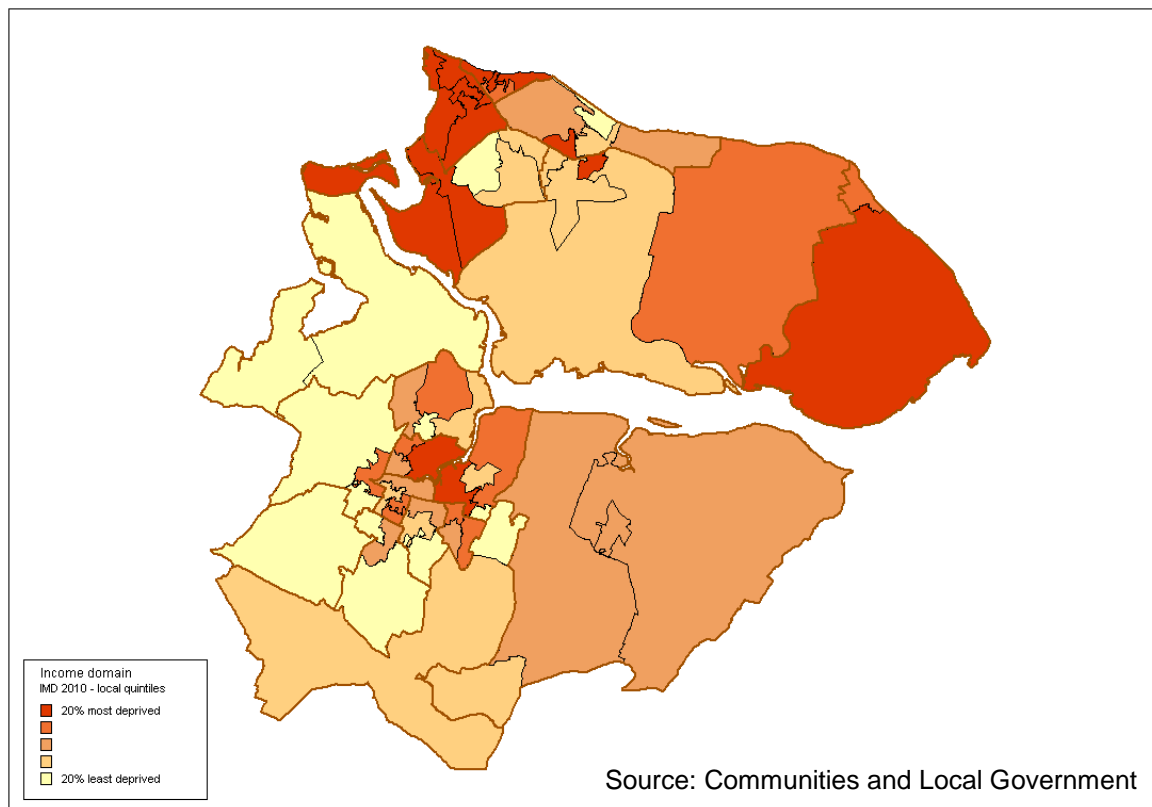 Income domain
IMD 2010 - local quintiles
20% most deprived
20% least deprived
Source: Communities and Local Government